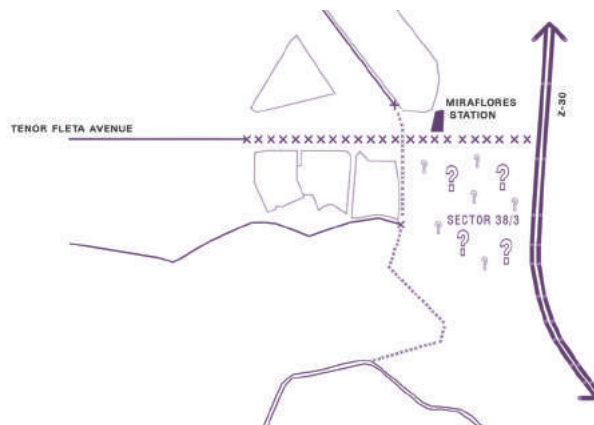 MIRAFLORES
STATION
Z-30
TENOR FLETA AVENUE
? ? ? ?
? ? ?
SECTOR 38/3
? ? ? ?